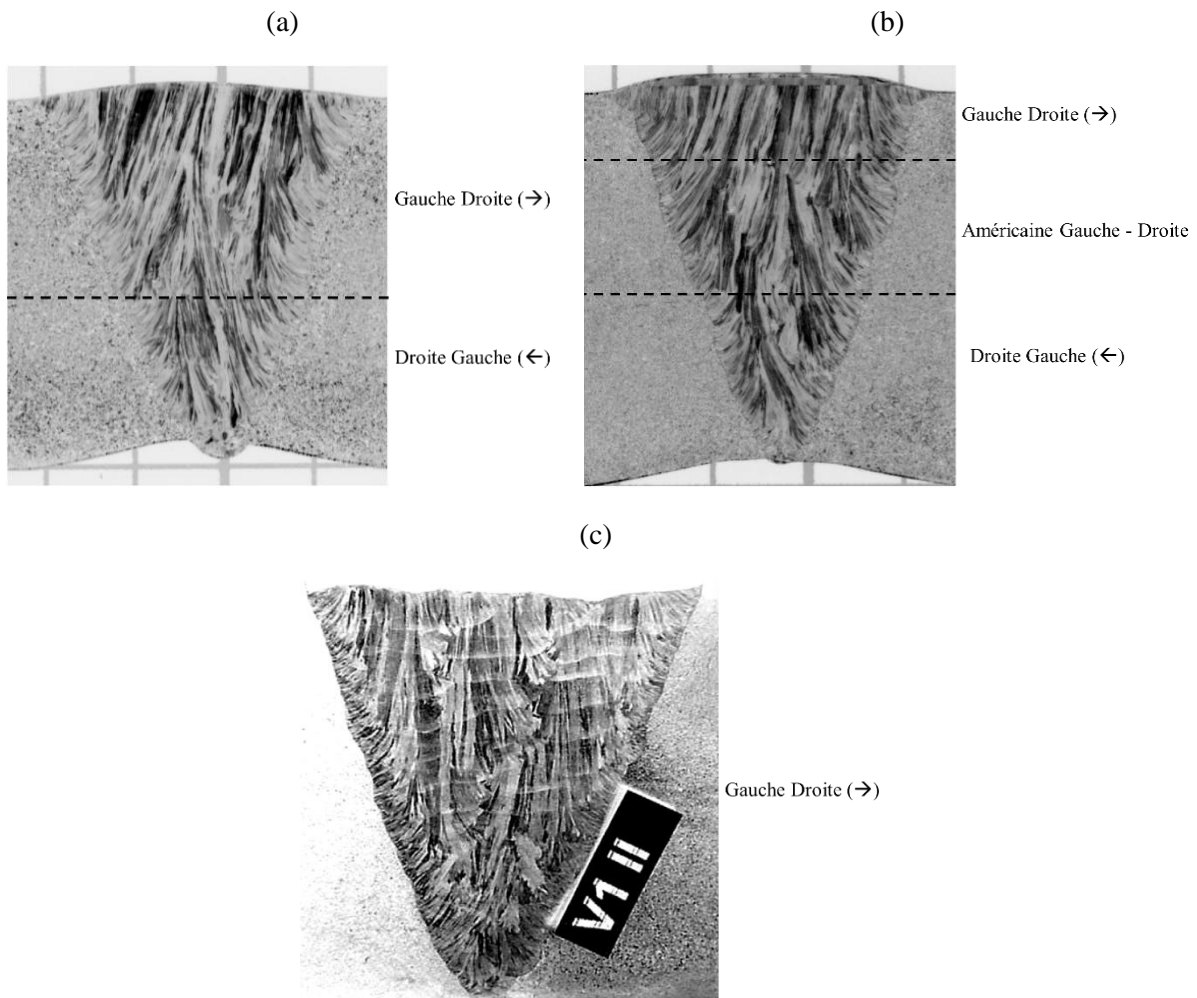 (a)
(b)
Gauche Droite (→)
Droite Gauche (←)
Gauche Droite (→)
Américaine Gauche - Droite
Droite Gauche (←)
(c)
Gauche Droite (→)
V1 II